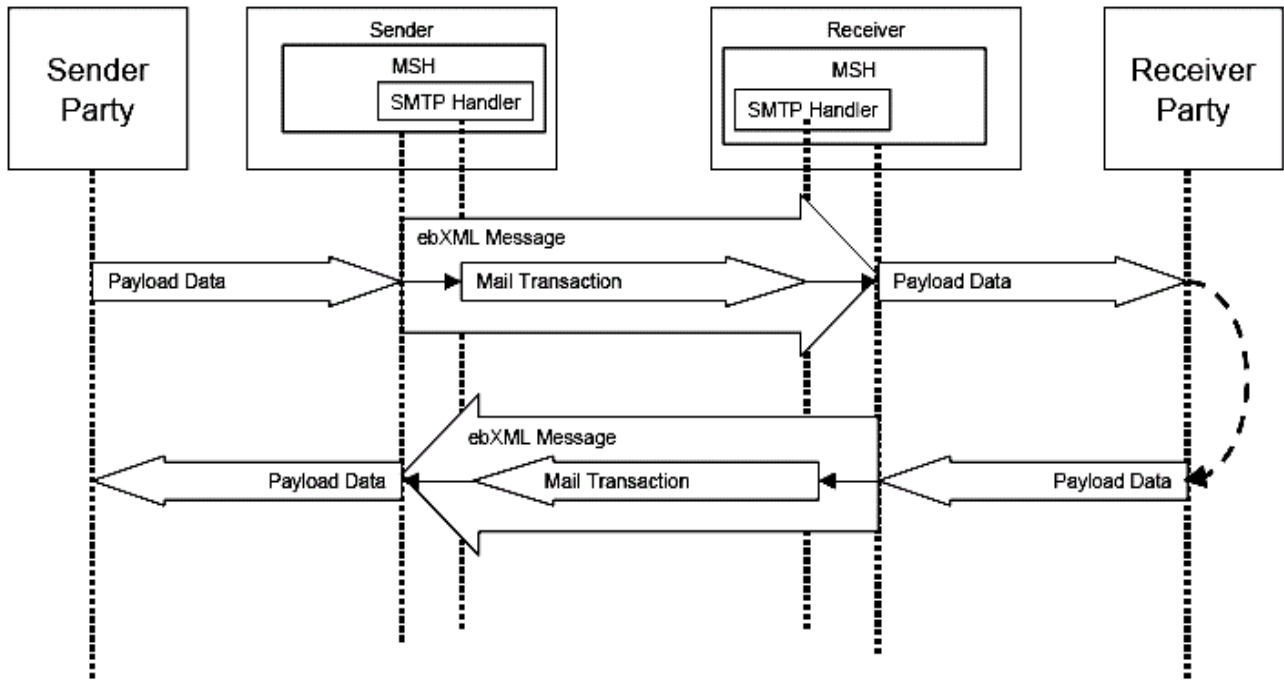 Sender
Party
Sender
MSH
SMTP Handler
Receiver
MSH
SMTP Handler
Receiver
Party
ebXML Message
Payload Data
Mail Transaction
Payload Data
ebXML Message
Payload Data
Mail Transaction
Payload Data